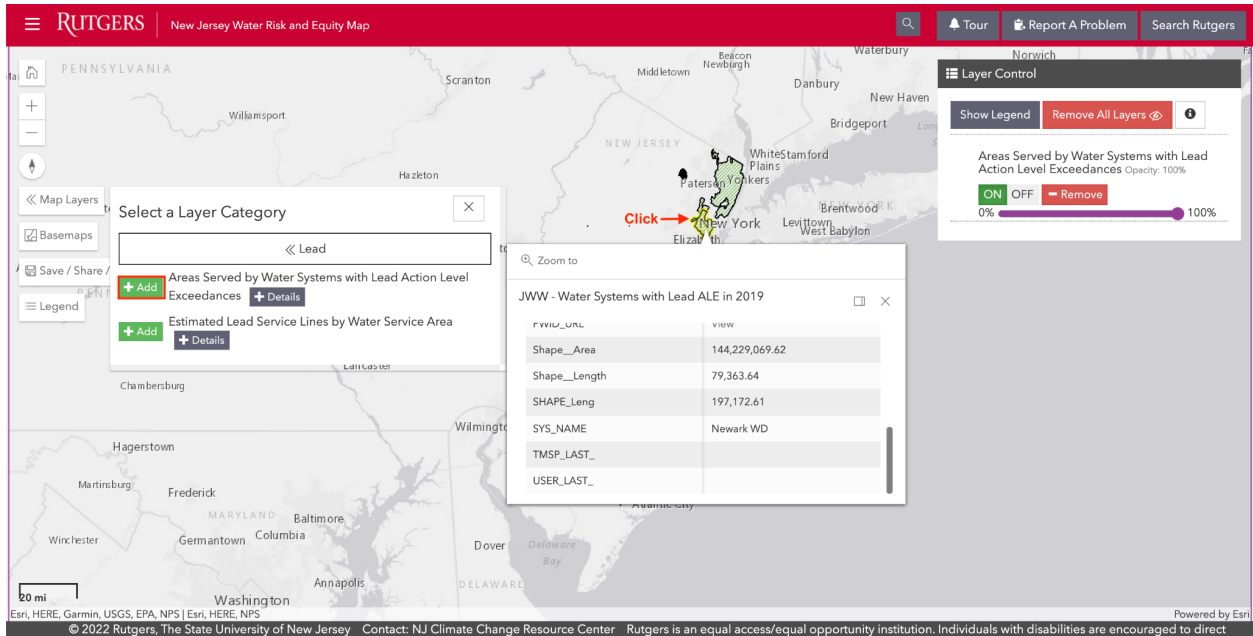 RUTGERS New Jersey Water Risk and Equity Map Tour Report A Problem Search Rutgers
PENNSYLVANIA
Scranton
Williamsport
Hazleton
Beacon
Newburgh
Middletown
Waterbury
Danbury
Norwich
New Haven
Bridgeport
NEW JERSEY
White Stamford
Plains
Paterson Yonkers
New York
Levittown
Brentwood
West Babylon
Elizabeth
Click
Layer Control
Show Legend Remove All Layers
Areas Served by Water Systems with Lead
Action Level Exceedances Opacity: 100%
ON OFF Remove
0% 100%
Map Layers
Basemaps
Save / Share /
Legend
Select a Layer Category
Lead
+ Add Areas Served by Water Systems with Lead Action Level
Exceedances + Details
+ Add Estimated Lead Service Lines by Water Service Area
+ Details
Zoom to
JWW - Water Systems with Lead ALE in 2019
PWID_URL View
Shape__Area 144,229,069.62
Shape__Length 79,363.64
SHAPE_Leng 197,172.61
SYS_NAME Newark WD
TMSP_LAST_
USER_LAST_
Lancaster
Chambersburg
Hagerstown
Martinsburg
Frederick
MARYLAND
Baltimore
Winchester
Germantown
Columbia
Wilmingto
Dover
Delaware
Bay
Atlantic City
Annapolis
DELAWARE
Washington
20 mi
Esri, HERE, Garmin, USGS, EPA, NPS | Esri, HERE, NPS Powered by Esri
© 2022 Rutgers, The State University of New Jersey Contact: NJ Climate Change Resource Center Rutgers is an equal access/equal opportunity institution. Individuals with disabilities are encouraged to direct